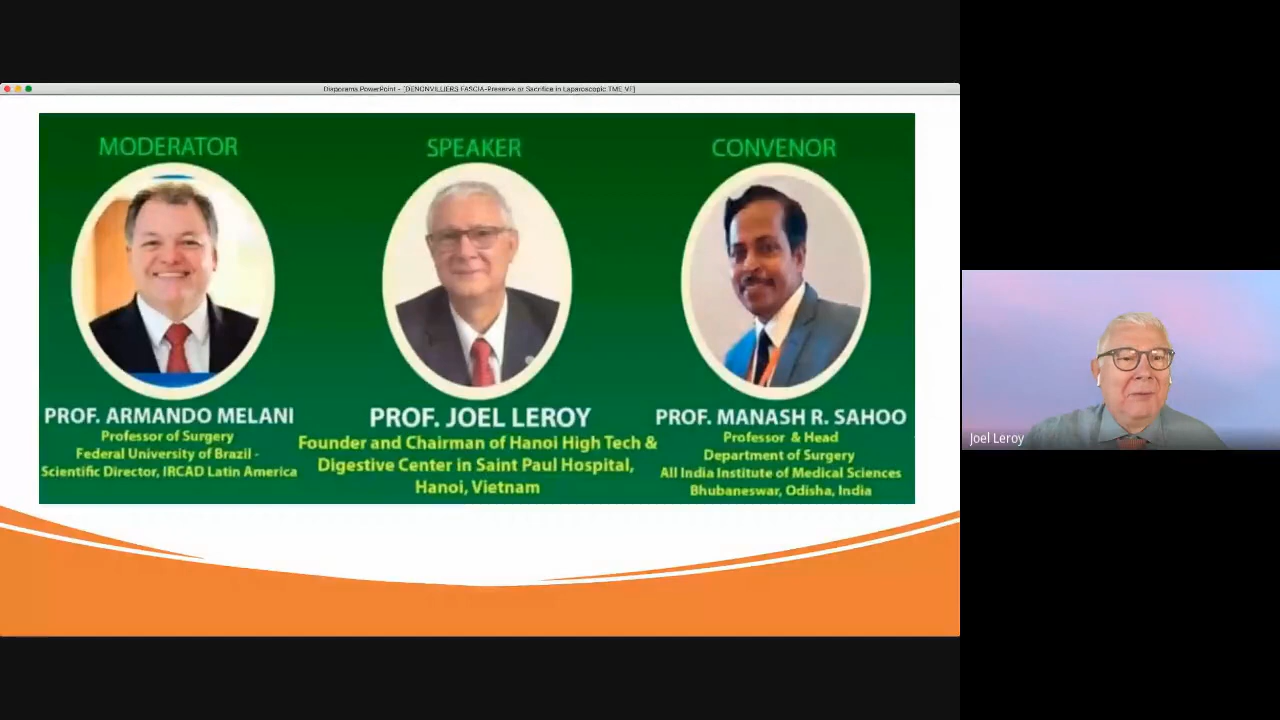 Diaporama PowerPoint - [DENONVILLIERS FASCIA-Preserve or Sacrifice in Laparoscopic TME VF]
MODERATOR
SPEAKER
CONVENOR
PROF. ARMANDO MELANI
Professor of Surgery
Federal University of Brazil -
Scientific Director, IRCAD Latin America
PROF. JOEL LEROY
Founder and Chairman of Hanoi High Tech &
Digestive Center in Saint Paul Hospital,
Hanoi, Vietnam
PROF. MANASH R. SAHOO
Professor & Head
Department of Surgery
All India Institute of Medical Sciences
Bhubaneswar, Odisha, India
Joel Leroy